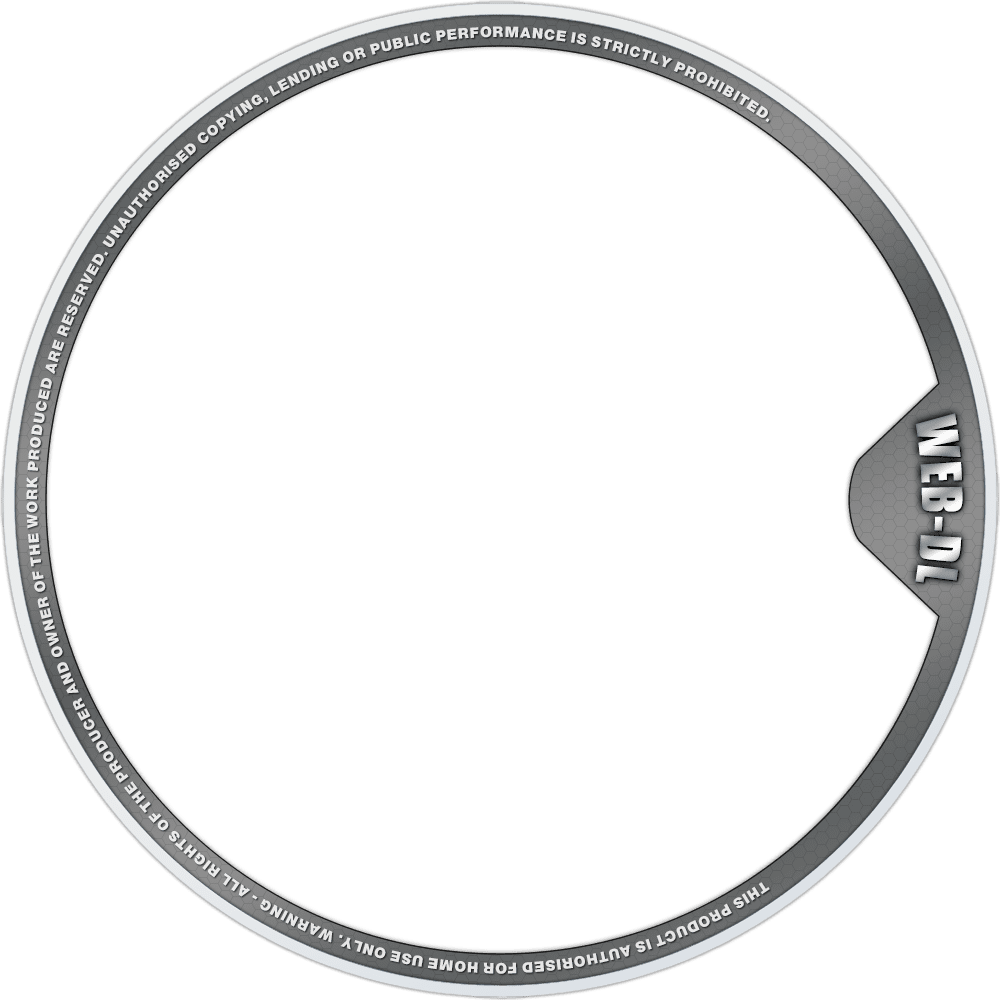 THIS PRODUCT IS AUTHORISED FOR HOME USE ONLY. WARNING - ALL RIGHTS OF THE PRODUCER AND OWNER OF THE WORK PRODUCED ARE RESERVED. UNAUTHORISED COPYING, LENDING OR PUBLIC PERFORMANCE IS STRICTLY PROHIBITED.
WEB-DL